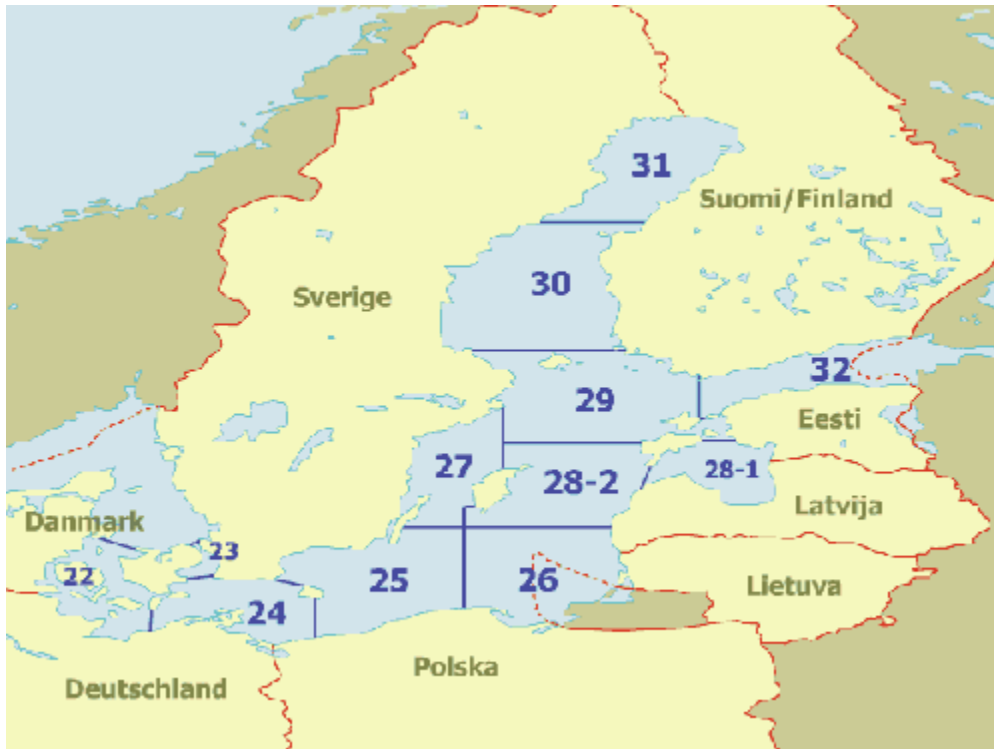 31
Suomi/Finland
30
Sverige
32
29
Eesti
27
28-2
28-1
Latvija
Danmark
23
22
25
26
Lietuva
24
Polska
Deutschland